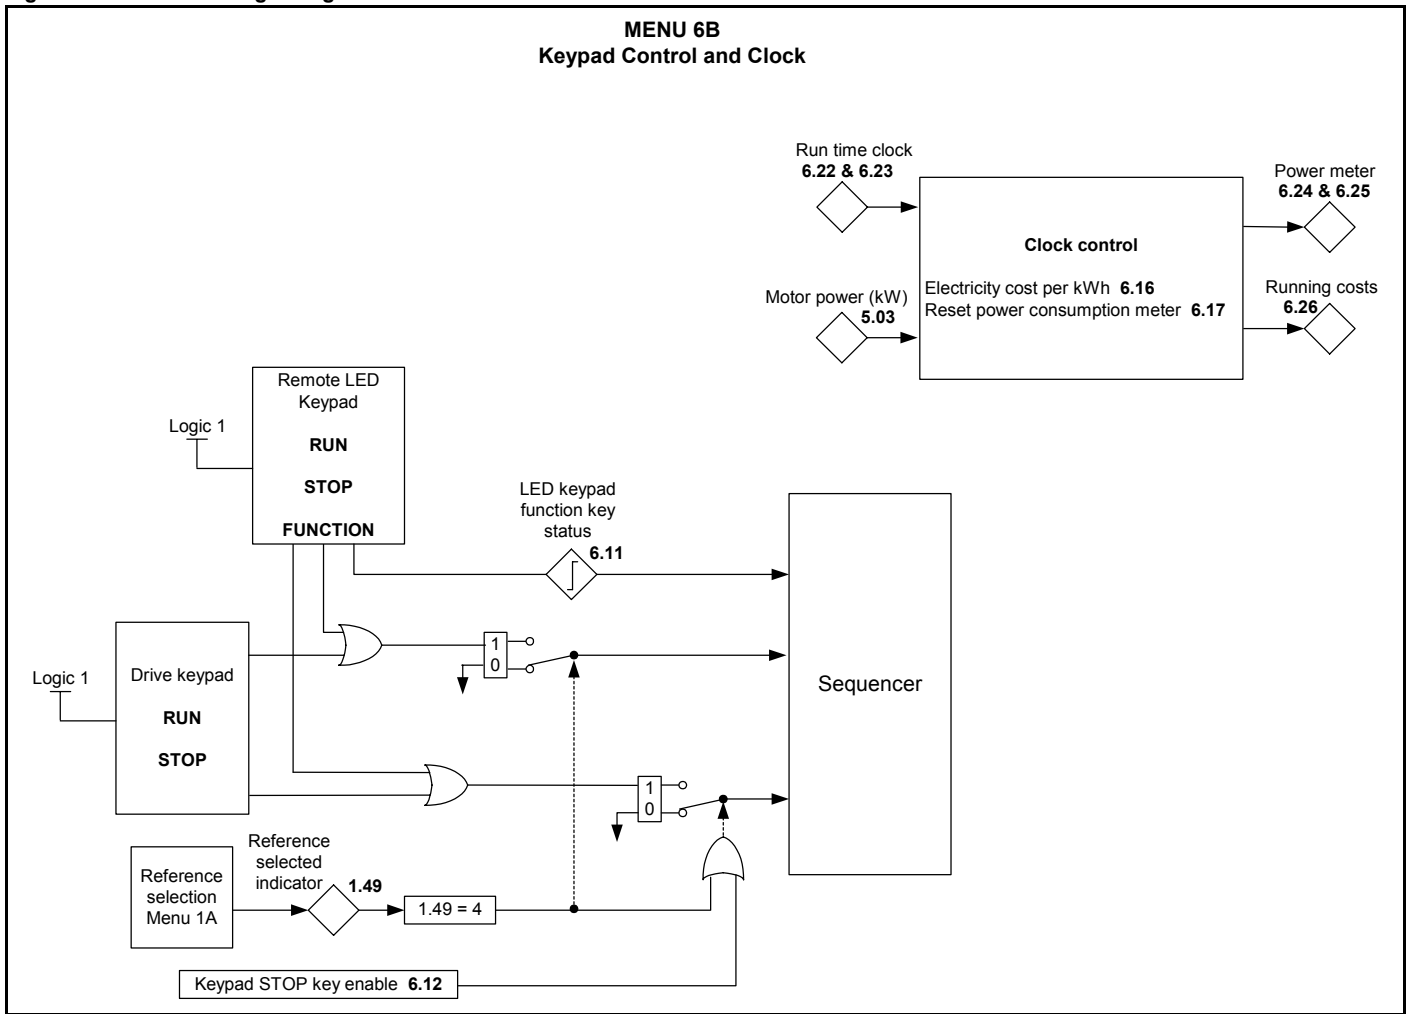 MENU 6B
Keypad Control and Clock
Run time clock
6.22 & 6.23
Power meter
6.24 & 6.25
Clock control
Electricity cost per kWh 6.16
Reset power consumption meter 6.17
Motor power (kW)
5.03
Running costs
6.26
Remote LED
Keypad
RUN
STOP
FUNCTION
Logic 1
LED keypad
function key
status
6.11
Sequencer
1
0
Logic 1
Drive keypad
RUN
STOP
1
0
Reference
selected
indicator
1.49
Reference
selection
Menu 1A
1.49 = 4
Keypad STOP key enable 6.12